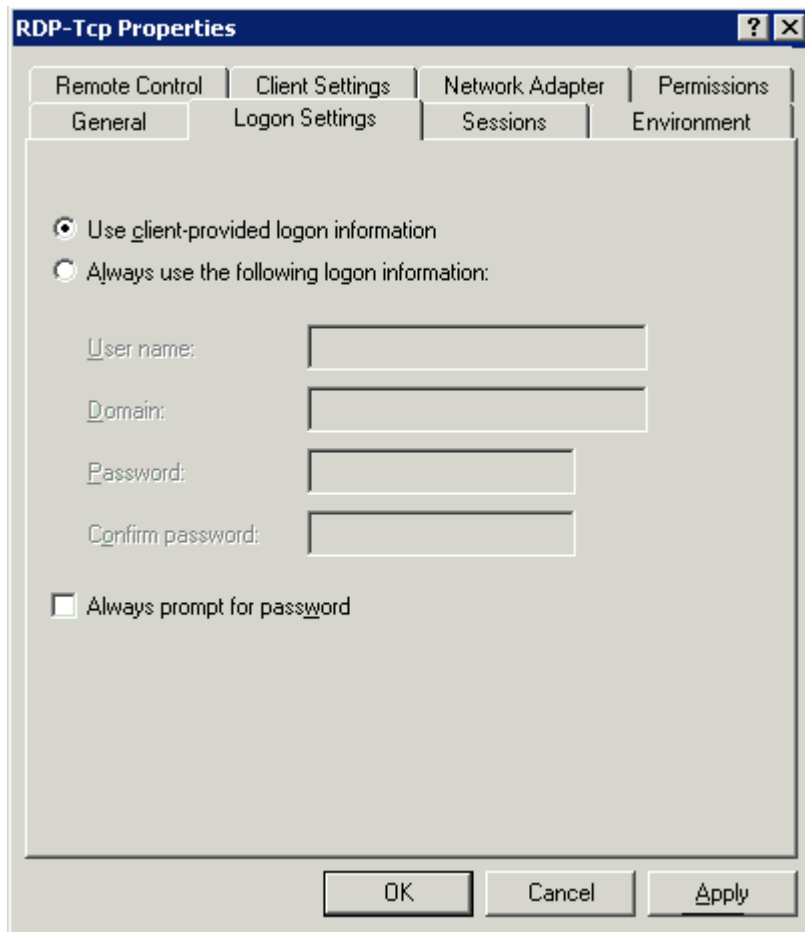 RDP-Tcp Properties
Remote Control Client Settings Network Adapter Permissions
General Logon Settings Sessions Environment
Use client-provided logon information
Always use the following logon information:
User name:
Domain:
Password:
Confirm password:
Always prompt for password
OK Cancel Apply